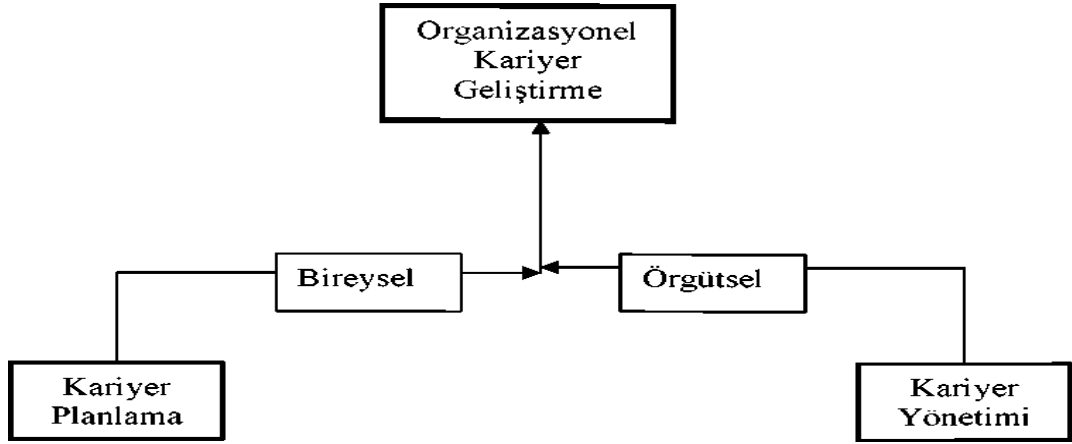 Organizasyonel
Kariyer
Geliştirme
Bireysel
Örgütsel
Kariyer
Planlama
Kariyer
Yönetimi